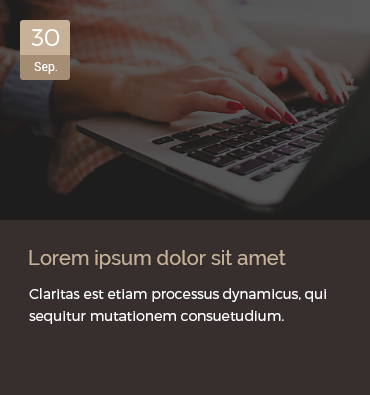 30
Sep.
Lorem ipsum dolor sit amet
Claritas est etiam processus dynamicus, qui
sequitur mutationem consuetudium.